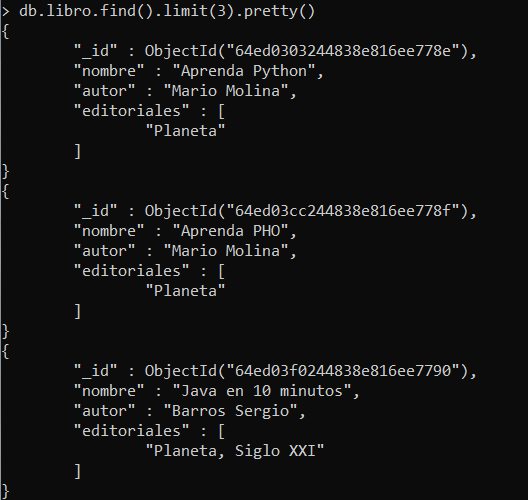 > db.libro.find().limit(3).pretty()
{
        "_id" : ObjectId("64ed0303244838e816ee778e"),
        "nombre" : "Aprenda Python",
        "autor" : "Mario Molina",
        "editoriales" : [
                "Planeta"
        ]
}
{
        "_id" : ObjectId("64ed03cc244838e816ee778f"),
        "nombre" : "Aprenda PHO",
        "autor" : "Mario Molina",
        "editoriales" : [
                "Planeta"
        ]
}
{
        "_id" : ObjectId("64ed03f0244838e816ee7790"),
        "nombre" : "Java en 10 minutos",
        "autor" : "Barros Sergio",
        "editoriales" : [
                "Planeta, Siglo XXI"
        ]
}